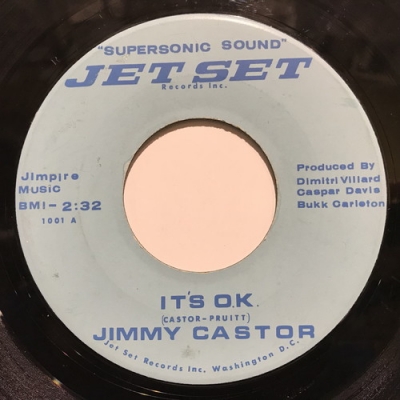 "SUPERSONIC SOUND"
JET SET
Records Inc.
Jimpire
Music
BMI- 2:32
1001 A
Produced By
Dimitri Villard
Caspar Davis
Bukk Carleton
IT'S O.K.
(CASTOR-PRUITT)
JIMMY CASTOR
Jet Set Records Inc. Washington D.C.